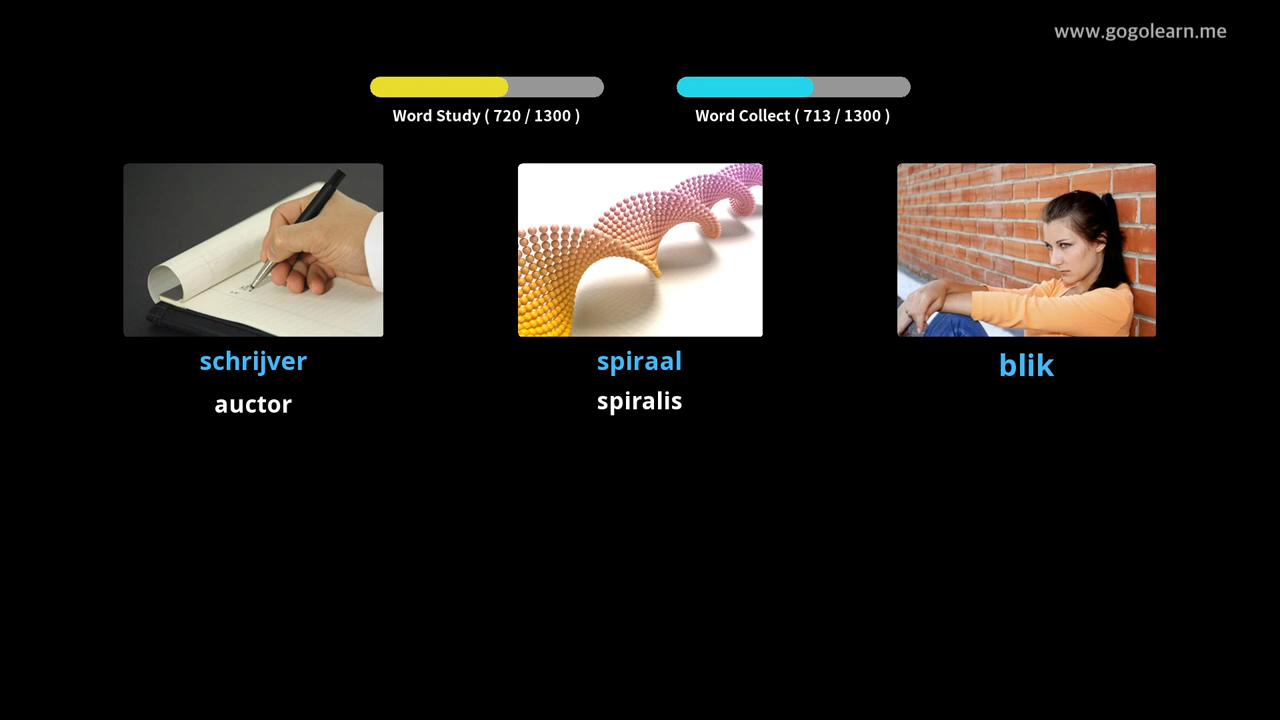 www.gogolearn.me
Word Study ( 720 / 1300 )
Word Collect ( 713 / 1300 )
schrijver
spiraal
blik
auctor
spiralis